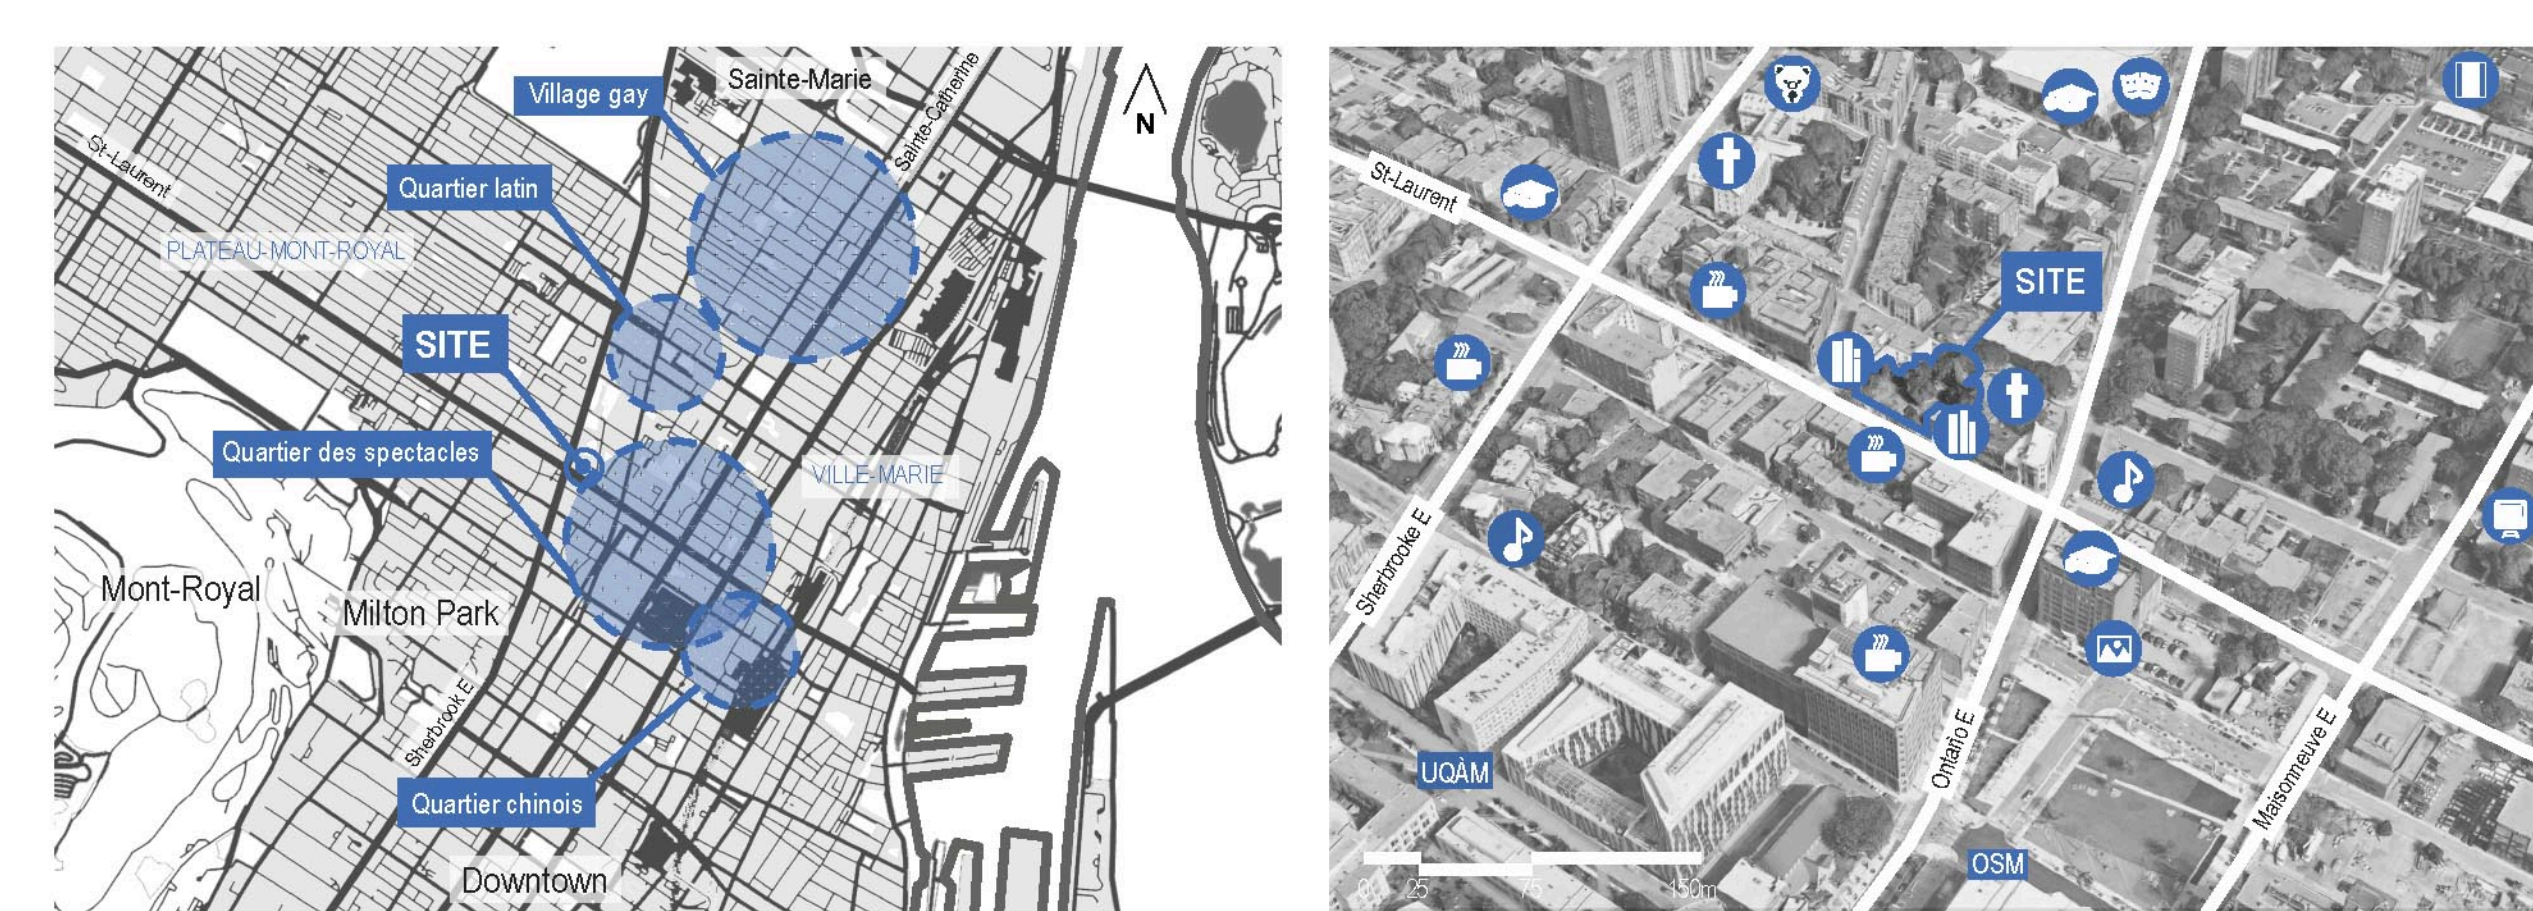 Sainte-Marie
Village gay
Sainte-Catherine
N
St-Laurent
Quartier latin
PLATEAU-MONT-ROYAL
SITE
Quartier des spectacles
VILLE-MARIE
Mont-Royal
Milton Park
Sherbrook E
Quartier chinois
Downtown
St-Laurent
SITE
Sherbrooke E
UQÀM
Ontario E
Maisonneuve E
OSM
0 25 75 150m